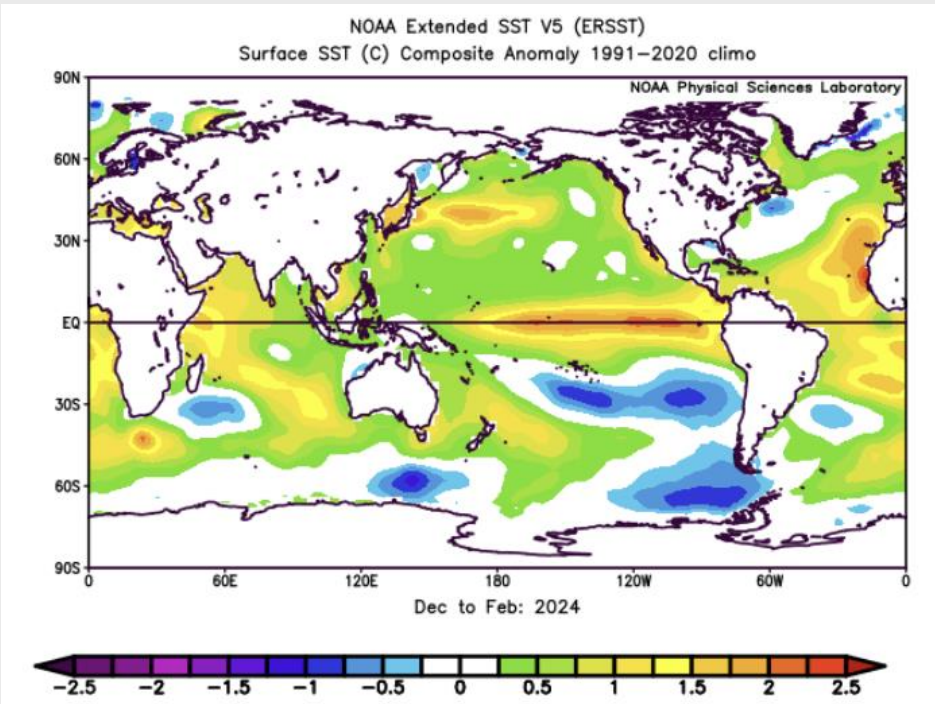 NOAA Extended SST V5 (ERSST)
Surface SST (C) Composite Anomaly 1991−2020 climo
NOAA Physical Sciences Laboratory
90N
60N
30N
EQ
30S
60S
90S
0 60E 120E 180 120W 60W 0
Dec to Feb: 2024
−2.5 −2 −1.5 −1 −0.5 0 0.5 1 1.5 2 2.5